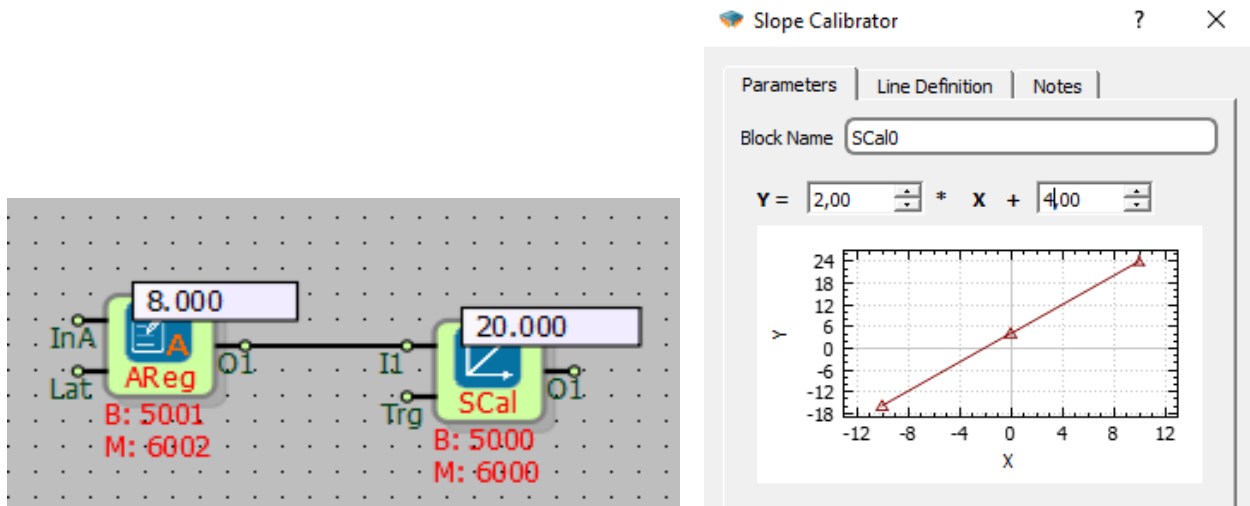 8.000
InA
O1
Lat
AReg
B: 5001
M: 6002
20.000
I1
O1
Trg
SCal
B: 5000
M: 6000
Slope Calibrator ? ×
Parameters Line Definition Notes
Block Name SCal0
Y = 2,00 * X + 4,00
24
18
12
6
0
-6
-12
-18
Y
-12 -8 -4 0 4 8 12
X